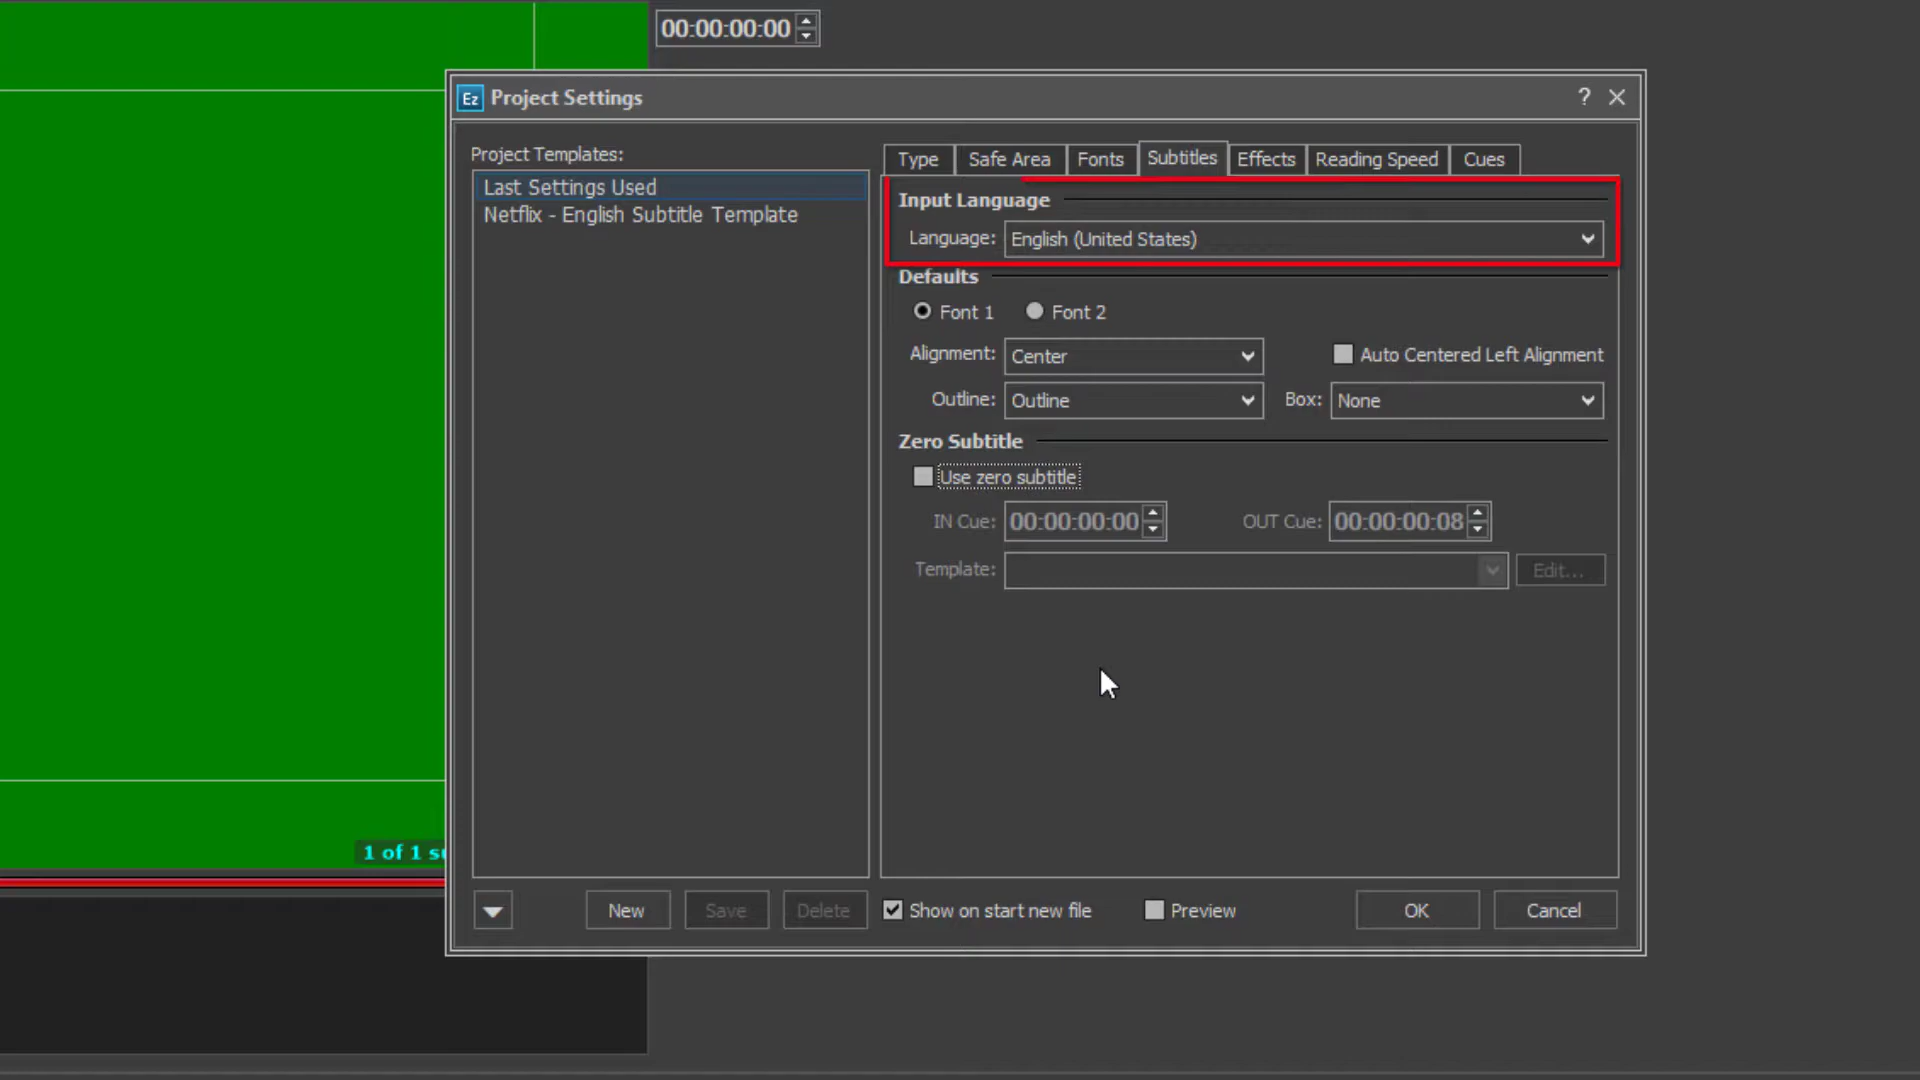 00:00:00:00
Ez Project Settings ?
Project Templates:
Last Settings Used
Netflix - English Subtitle Template
Type Safe Area Fonts Subtitles Effects Reading Speed Cues
Input Language
Language: English (United States)
Defaults
Font 1 Font 2
Alignment: Center Auto Centered Left Alignment
Outline: Outline Box: None
Zero Subtitle
Use zero subtitle
IN Cue: 00:00:00:00 OUT Cue: 00:00:00:08
Template: Edit...
1 of 1
New Save Delete Show on start new file Preview OK Cancel